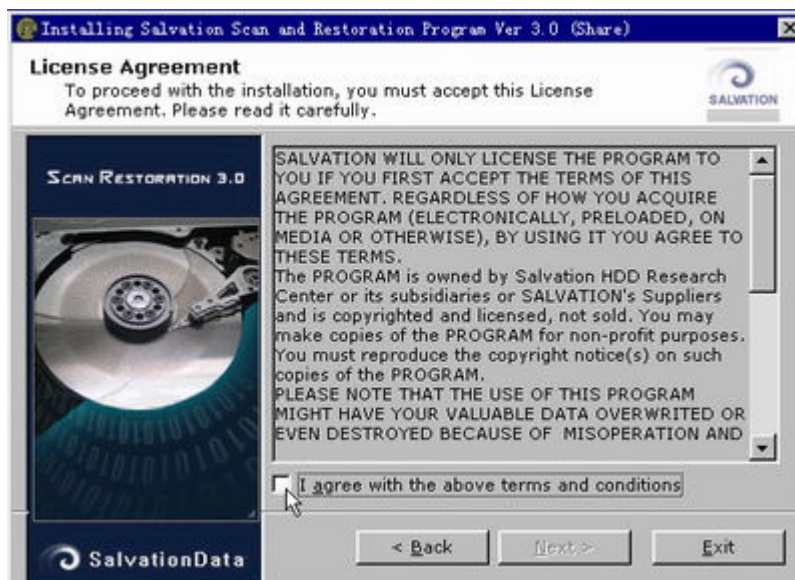 Installing Salvation Scan and Restoration Program Ver 3.0 (Share)
License Agreement
To proceed with the installation, you must accept this License
Agreement. Please read it carefully.
SALVATION
SCAN RESTORATION 3.0
SALVATION WILL ONLY LICENSE THE PROGRAM TO
YOU IF YOU FIRST ACCEPT THE TERMS OF THIS
AGREEMENT. REGARDLESS OF HOW YOU ACQUIRE
THE PROGRAM (ELECTRONICALLY, PRELOADED, ON
MEDIA OR OTHERWISE), BY USING IT YOU AGREE TO
THESE TERMS.
The PROGRAM is owned by Salvation HDD Research
Center or its subsidiaries or SALVATION's Suppliers
and is copyrighted and licensed, not sold. You may
make copies of the PROGRAM for non-profit purposes.
You must reproduce the copyright notice(s) on such
copies of the PROGRAM.
PLEASE NOTE THAT THE USE OF THIS PROGRAM
MIGHT HAVE YOUR VALUABLE DATA OVERWRITED OR
EVEN DESTROYED BECAUSE OF MISOPERATION AND
I agree with the above terms and conditions
SalvationData
< Back
Next >
Exit